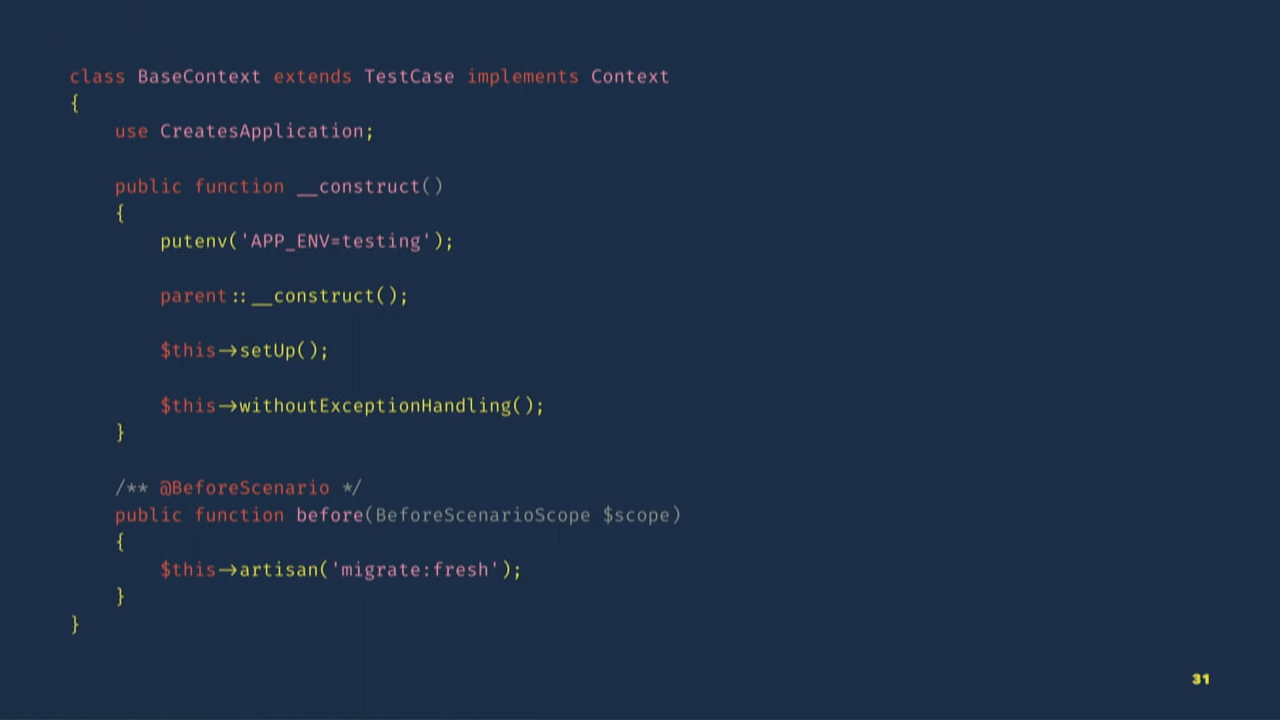 class BaseContext extends TestCase implements Context
{
    use CreatesApplication;

    public function __construct()
    {
        putenv('APP_ENV=testing');

        parent::__construct();

        $this->setUp();

        $this->withoutExceptionHandling();
    }

    /** @BeforeScenario */
    public function before(BeforeScenarioScope $scope)
    {
        $this->artisan('migrate:fresh');
    }
}
31